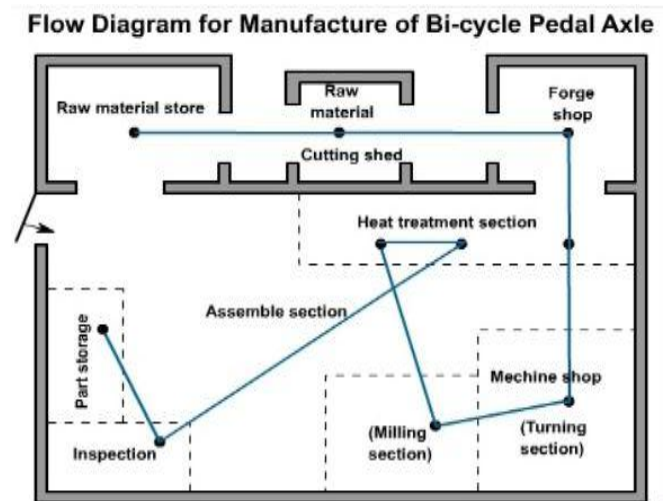 Flow Diagram for Manufacture of Bi-cycle Pedal Axle
Raw material store
Raw
material
Forge
shop
Cutting shed
Heat treatment section
Assemble section
Part storage
Mechine shop
(Milling
section)
(Turning
section)
Inspection